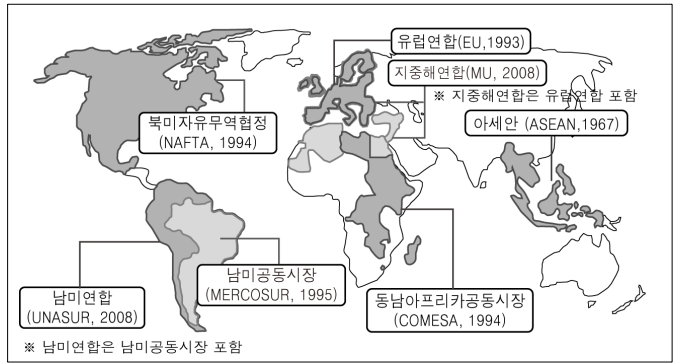 유럽연합(EU,1993)
지중해연합(MU, 2008)
※ 지중해연합은 유럽연합 포함
북미자유무역협정
(NAFTA, 1994)
아세안 (ASEAN,1967)
남미공동시장
(MERCOSUR, 1995)
남미연합
(UNASUR, 2008)
동남아프리카공동시장
(COMESA, 1994)
※ 남미연합은 남미공동시장 포함